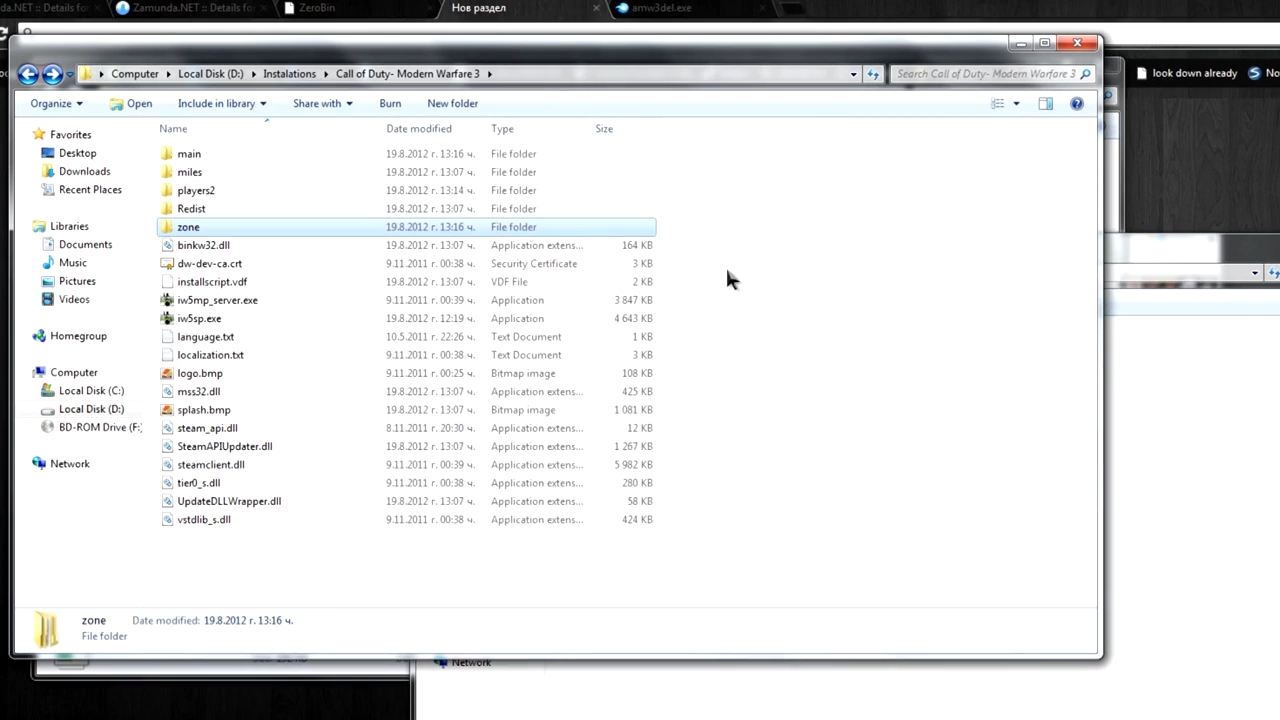 da.NET :: Details fo
Zamunda.NET :: Details for
ZeroBin
Нов раздел
amw3del.exe
Computer Local Disk (D:) Instalations Call of Duty- Modern Warfare 3
Search Call of Duty- Modern Warfare 3
look down already
No
Organize Open Include in library Share with Burn New folder
Favorites
Desktop
Downloads
Recent Places
Libraries
Documents
Music
Pictures
Videos
Homegroup
Computer
Local Disk (C:)
Local Disk (D:)
BD-ROM Drive (F:)
Network
Name Date modified Type Size
main 19.8.2012 г. 13:16 ч. File folder
miles 19.8.2012 г. 13:07 ч. File folder
players2 19.8.2012 г. 13:14 ч. File folder
Redist 19.8.2012 г. 13:07 ч. File folder
zone 19.8.2012 г. 13:16 ч. File folder
binkw32.dll 19.8.2012 г. 13:07 ч. Application extens... 164 KB
dw-dev-ca.crt 9.11.2011 г. 00:38 ч. Security Certificate 3 KB
installscript.vdf 19.8.2012 г. 13:07 ч. VDF File 2 KB
iw5mp_server.exe 9.11.2011 г. 00:39 ч. Application 3 847 KB
iw5sp.exe 19.8.2012 г. 12:19 ч. Application 4 643 KB
language.txt 10.5.2011 г. 22:26 ч. Text Document 1 KB
localization.txt 9.11.2011 г. 00:38 ч. Text Document 3 KB
logo.bmp 9.11.2011 г. 00:25 ч. Bitmap image 108 KB
mss32.dll 19.8.2012 г. 13:07 ч. Application extens... 425 KB
splash.bmp 19.8.2012 г. 13:07 ч. Bitmap image 1 081 KB
steam_api.dll 8.11.2011 г. 20:30 ч. Application extens... 12 KB
SteamAPIUpdater.dll 19.8.2012 г. 13:07 ч. Application extens... 1 267 KB
steamclient.dll 9.11.2011 г. 00:39 ч. Application extens... 5 982 KB
tier0_s.dll 9.11.2011 г. 00:38 ч. Application extens... 280 KB
UpdateDLLWrapper.dll 19.8.2012 г. 13:07 ч. Application extens... 58 KB
vstdlib_s.dll 9.11.2011 г. 00:38 ч. Application extens... 424 KB
zone Date modified: 19.8.2012 г. 13:16 ч.
File folder
Network